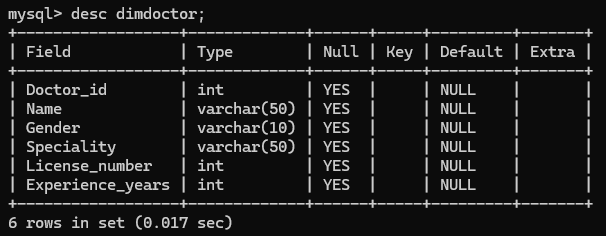 mysql> desc dimdoctor;
+------------------+-------------+------+-----+---------+-------+
| Field            | Type        | Null | Key | Default | Extra |
+------------------+-------------+------+-----+---------+-------+
| Doctor_id        | int         | YES  |     | NULL    |       |
| Name             | varchar(50) | YES  |     | NULL    |       |
| Gender           | varchar(10) | YES  |     | NULL    |       |
| Speciality       | varchar(50) | YES  |     | NULL    |       |
| License_number   | int         | YES  |     | NULL    |       |
| Experience_years | int         | YES  |     | NULL    |       |
+------------------+-------------+------+-----+---------+-------+
6 rows in set (0.017 sec)